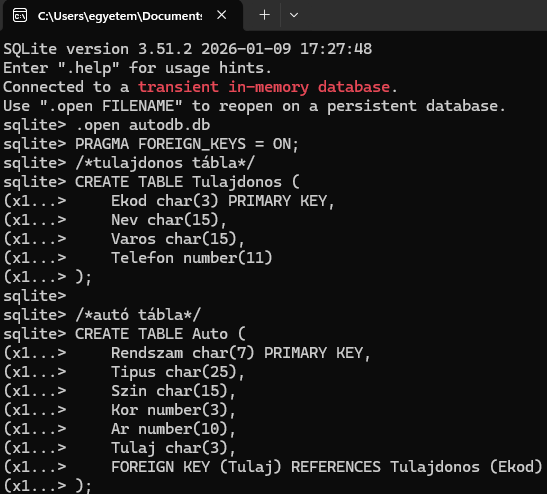 C:\Users\egyetem\Documents
SQLite version 3.51.2 2026-01-09 17:27:48
Enter ".help" for usage hints.
Connected to a transient in-memory database.
Use ".open FILENAME" to reopen on a persistent database.
sqlite> .open autodb.db
sqlite> PRAGMA FOREIGN_KEYS = ON;
sqlite> /*tulajdonos tábla*/
sqlite> CREATE TABLE Tulajdonos (
(x1...>     Ekod char(3) PRIMARY KEY,
(x1...>     Nev char(15),
(x1...>     Varos char(15),
(x1...>     Telefon number(11)
(x1...> );
sqlite>
sqlite> /*autó tábla*/
sqlite> CREATE TABLE Auto (
(x1...>     Rendszam char(7) PRIMARY KEY,
(x1...>     Tipus char(25),
(x1...>     Szin char(15),
(x1...>     Kor number(3),
(x1...>     Ar number(10),
(x1...>     Tulaj char(3),
(x1...>     FOREIGN KEY (Tulaj) REFERENCES Tulajdonos (Ekod)
(x1...> );